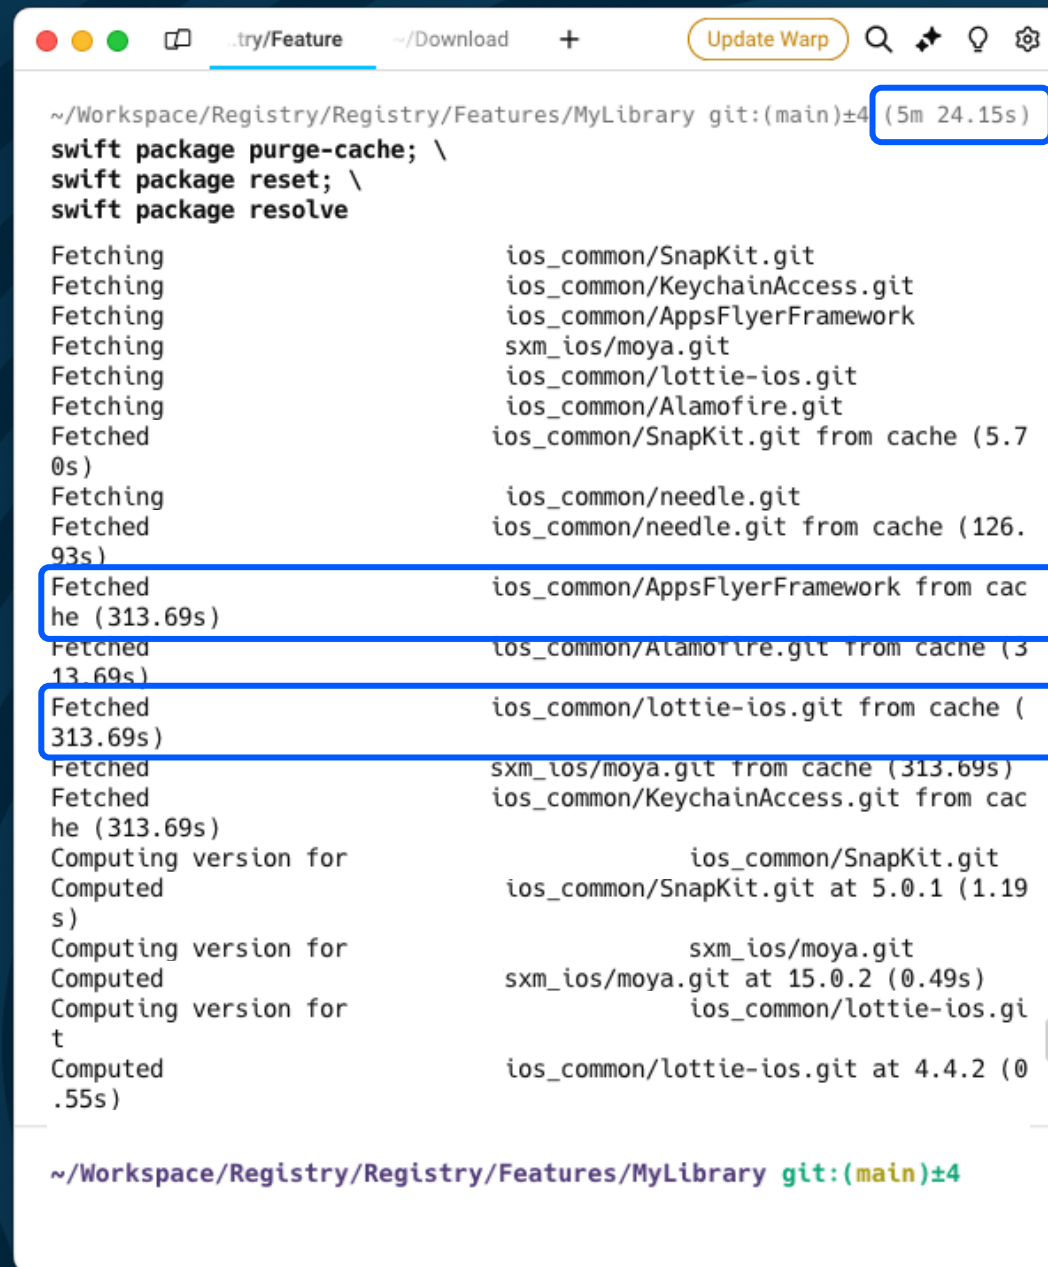 ..try/Feature ~/Download + Update Warp
~/Workspace/Registry/Registry/Features/MyLibrary git:(main)±4 (5m 24.15s)
swift package purge-cache; \
swift package reset; \
swift package resolve
Fetching ios_common/SnapKit.git
Fetching ios_common/KeychainAccess.git
Fetching ios_common/AppsFlyerFramework
Fetching sxm_ios/moya.git
Fetching ios_common/lottie-ios.git
Fetching ios_common/Alamofire.git
Fetched ios_common/SnapKit.git from cache (5.7
0s)
Fetching ios_common/needle.git
Fetched ios_common/needle.git from cache (126.
93s)
Fetched ios_common/AppsFlyerFramework from cac
he (313.69s)
Fetched ios_common/Alamofire.git from cache (3
13.69s)
Fetched ios_common/lottie-ios.git from cache (
313.69s)
Fetched sxm_ios/moya.git from cache (313.69s)
Fetched ios_common/KeychainAccess.git from cac
he (313.69s)
Computing version for ios_common/SnapKit.git
Computed ios_common/SnapKit.git at 5.0.1 (1.19
s)
Computing version for sxm_ios/moya.git
Computed sxm_ios/moya.git at 15.0.2 (0.49s)
Computing version for ios_common/lottie-ios.gi
t
Computed ios_common/lottie-ios.git at 4.4.2 (0
.55s)
~/Workspace/Registry/Registry/Features/MyLibrary git:(main)±4